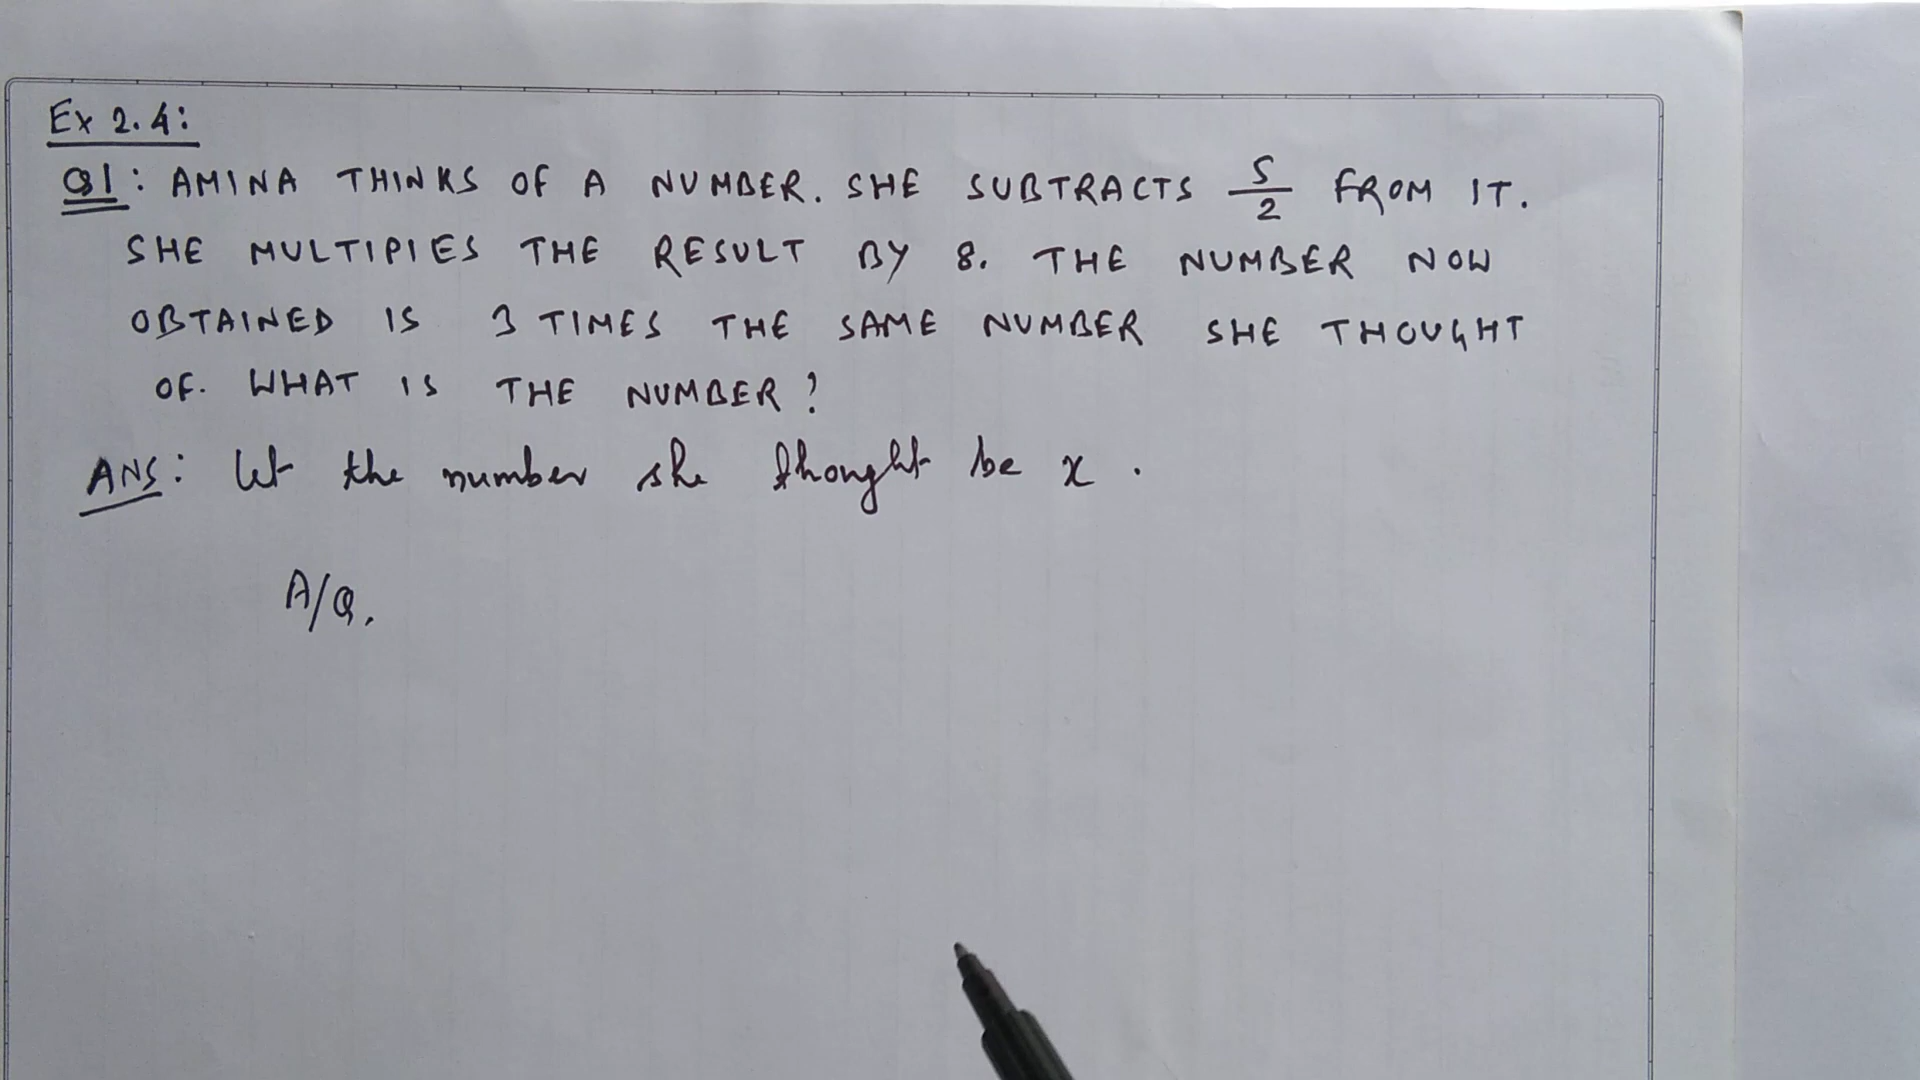 Ex 2.4:
Q1: AMINA THINKS OF A NUMBER. SHE SUBTRACTS 5/2 FROM IT.
SHE MULTIPIES THE RESULT BY 8. THE NUMBER NOW
OBTAINED IS 3 TIMES THE SAME NUMBER SHE THOUGHT
OF. WHAT IS THE NUMBER?
ANS: Let the number she thought be x.
A/Q,